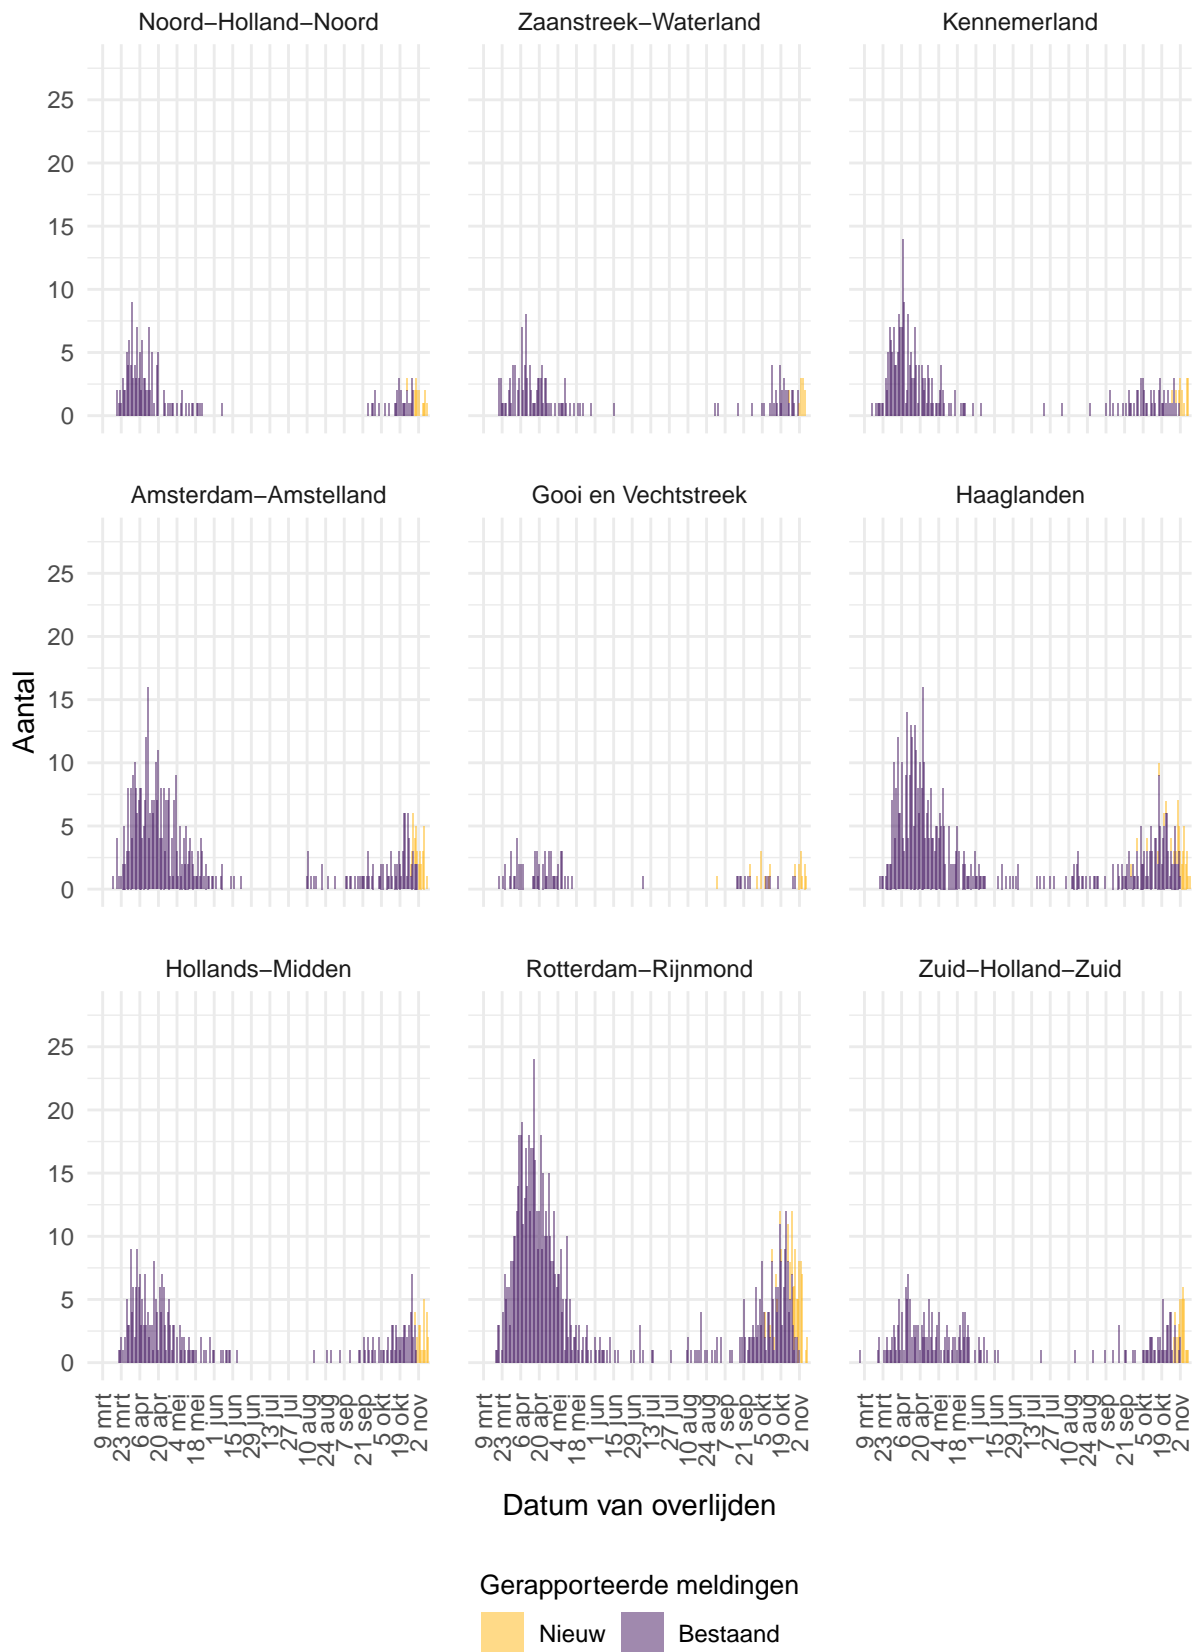 Noord−Holland−Noord
Zaanstreek−Waterland
Kennemerland
25
20
15
10
5
0
Amsterdam−Amstelland
Gooi en Vechtstreek
Haaglanden
25
20
15
10
5
0
Aantal
Hollands−Midden
Rotterdam−Rijnmond
Zuid−Holland−Zuid
25
20
15
10
5
0
9 mrt
23 mrt
6 apr
20 apr
4 mei
18 mei
1 jun
15 jun
29 jun
13 jul
27 jul
10 aug
24 aug
7 sep
21 sep
5 okt
19 okt
2 nov
9 mrt
23 mrt
6 apr
20 apr
4 mei
18 mei
1 jun
15 jun
29 jun
13 jul
27 jul
10 aug
24 aug
7 sep
21 sep
5 okt
19 okt
2 nov
9 mrt
23 mrt
6 apr
20 apr
4 mei
18 mei
1 jun
15 jun
29 jun
13 jul
27 jul
10 aug
24 aug
7 sep
21 sep
5 okt
19 okt
2 nov
Datum van overlijden
Gerapporteerde meldingen
Nieuw
Bestaand